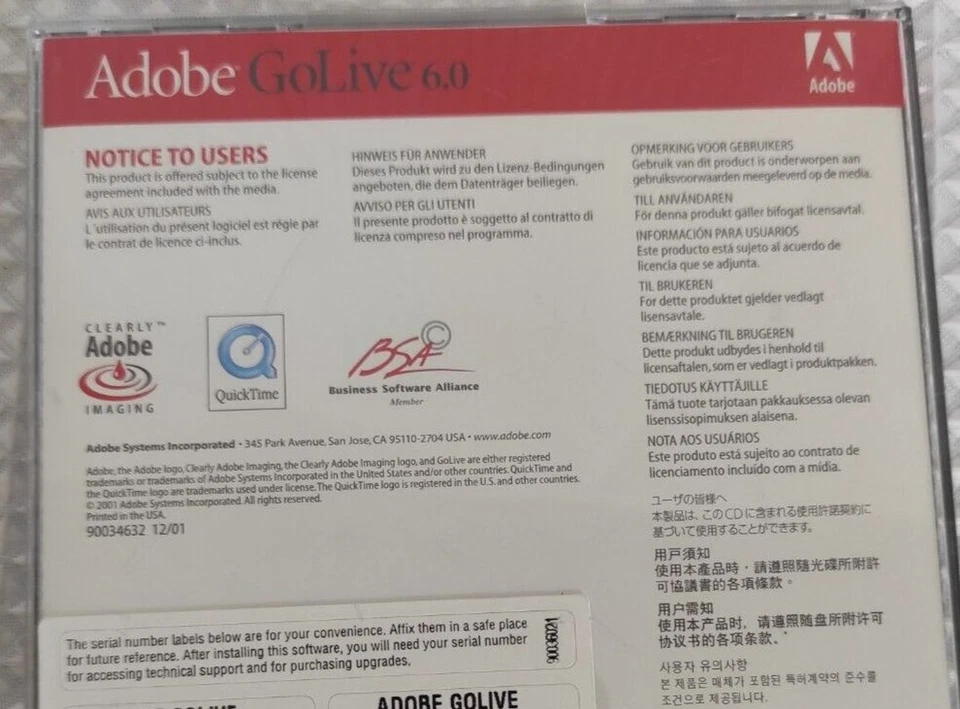 Adobe GoLive 6.0
Adobe
NOTICE TO USERS
This product is offered subject to the license
agreement included with the media.
AVIS AUX UTILISATEURS
L'utilisation du présent logiciel est régie par
le contrat de licence ci-inclus.
HINWEIS FÜR ANWENDER
Dieses Produkt wird zu den Lizenz-Bedingungen
angeboten, die dem Datenträger beiliegen.
AVVISO PER GLI UTENTI
Il presente prodotto è soggetto al contratto di
licenza compreso nel programma.
OPMERKING VOOR GEBRUIKERS
Gebruik van dit product is onderworpen aan
gebruiksvoorwaarden meegeleverd op de media.
TILL ANVÄNDAREN
För denna produkt gäller bifogat licensavtal.
INFORMACIÓN PARA USUARIOS
Este producto está sujeto al acuerdo de
licencia que se adjunta.
TIL BRUKEREN
For dette produktet gjelder vedlagt
lisensavtale.
BEMÆRKNING TIL BRUGEREN
Dette produkt udbydes i henhold til
licensaftalen, som er vedlagt i produktpakken.
TIEDOTUS KÄYTTÄJILLE
Tämä tuote tarjotaan pakkauksessa olevan
lisenssisopimuksen alaisena.
NOTA AOS USUÁRIOS
Este produto está sujeito ao contrato de
licenciamento incluído com a mídia.
ユーザの皆様へ
本製品は、このCDに含まれる使用許諾契約に
基づいて使用することができます。
用戶須知
使用本產品時，請遵照隨光碟所附許
可協議書的各項條款。
用户需知
使用本产品时，请遵照随盘所附许可
协议书的各项条款。
사용자 유의사항
본 제품은 매체가 포함된 특허계약의 준수를
조건으로 제공됩니다.
CLEARLY™
Adobe
IMAGING
QuickTime
BSA ©
Business Software Alliance
Member
Adobe Systems Incorporated • 345 Park Avenue, San Jose, CA 95110-2704 USA • www.adobe.com
Adobe, the Adobe logo, Clearly Adobe Imaging, the Clearly Adobe Imaging logo, and GoLive are either registered
trademarks or trademarks of Adobe Systems Incorporated in the United States and/or other countries. QuickTime and
the QuickTime logo are trademarks used under license. The QuickTime logo is registered in the U.S. and other countries.
© 2001 Adobe Systems Incorporated. All rights reserved.
Printed in the USA.
90034632 12/01
The serial number labels below are for your convenience. Affix them in a safe place
for future reference. After installing this software, you will need your serial number
for accessing technical support and for purchasing upgrades.
90036021
ADOBE GOLIVE